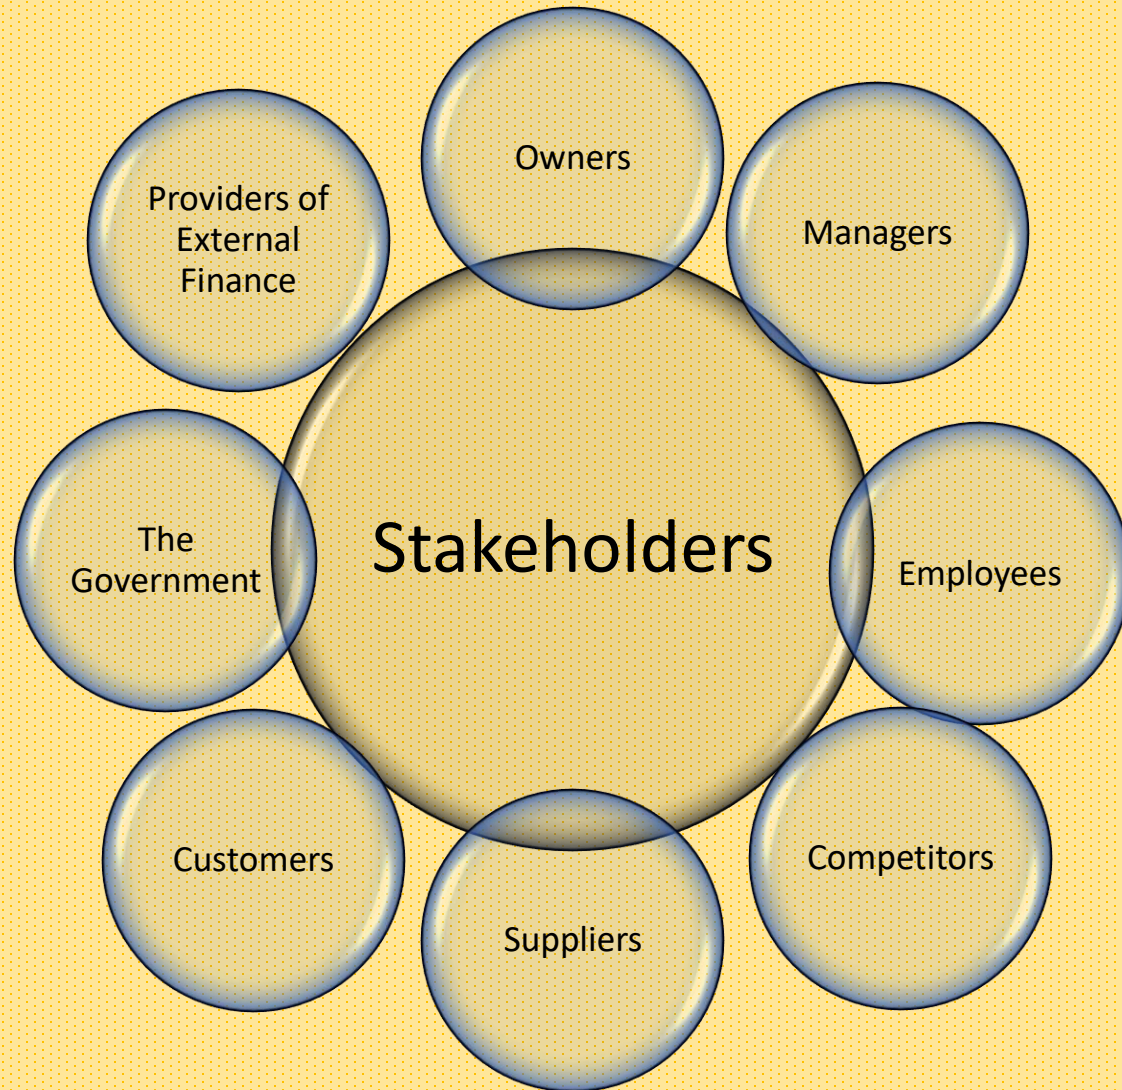 Owners
Providers of
External
Finance
Managers
The
Government
Stakeholders
Employees
Customers
Competitors
Suppliers